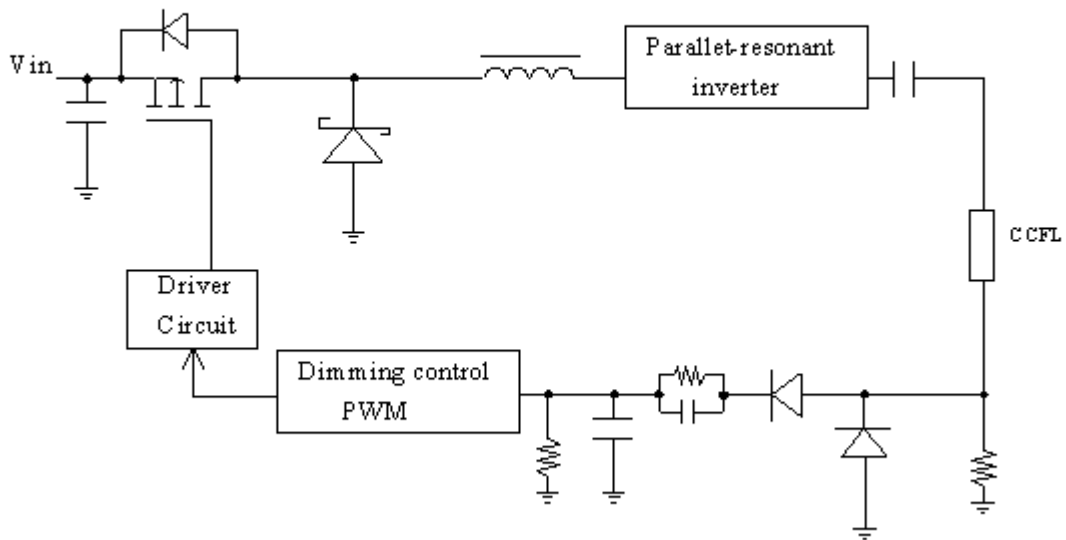 Vin
Parallet-resonant
inverter
CCFL
Driver
Circuit
Dimming control
PWM